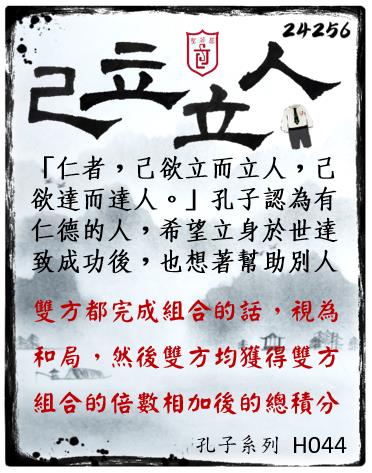 24256
己立立人
「仁者，己欲立而立人，己
欲達而達人。」孔子認為有
仁德的人，希望立身於世達
致成功後，也想著幫助別人
雙方都完成組合的話，視為
和局，然後雙方均獲得雙方
組合的倍數相加後的總積分
孔子系列 H044